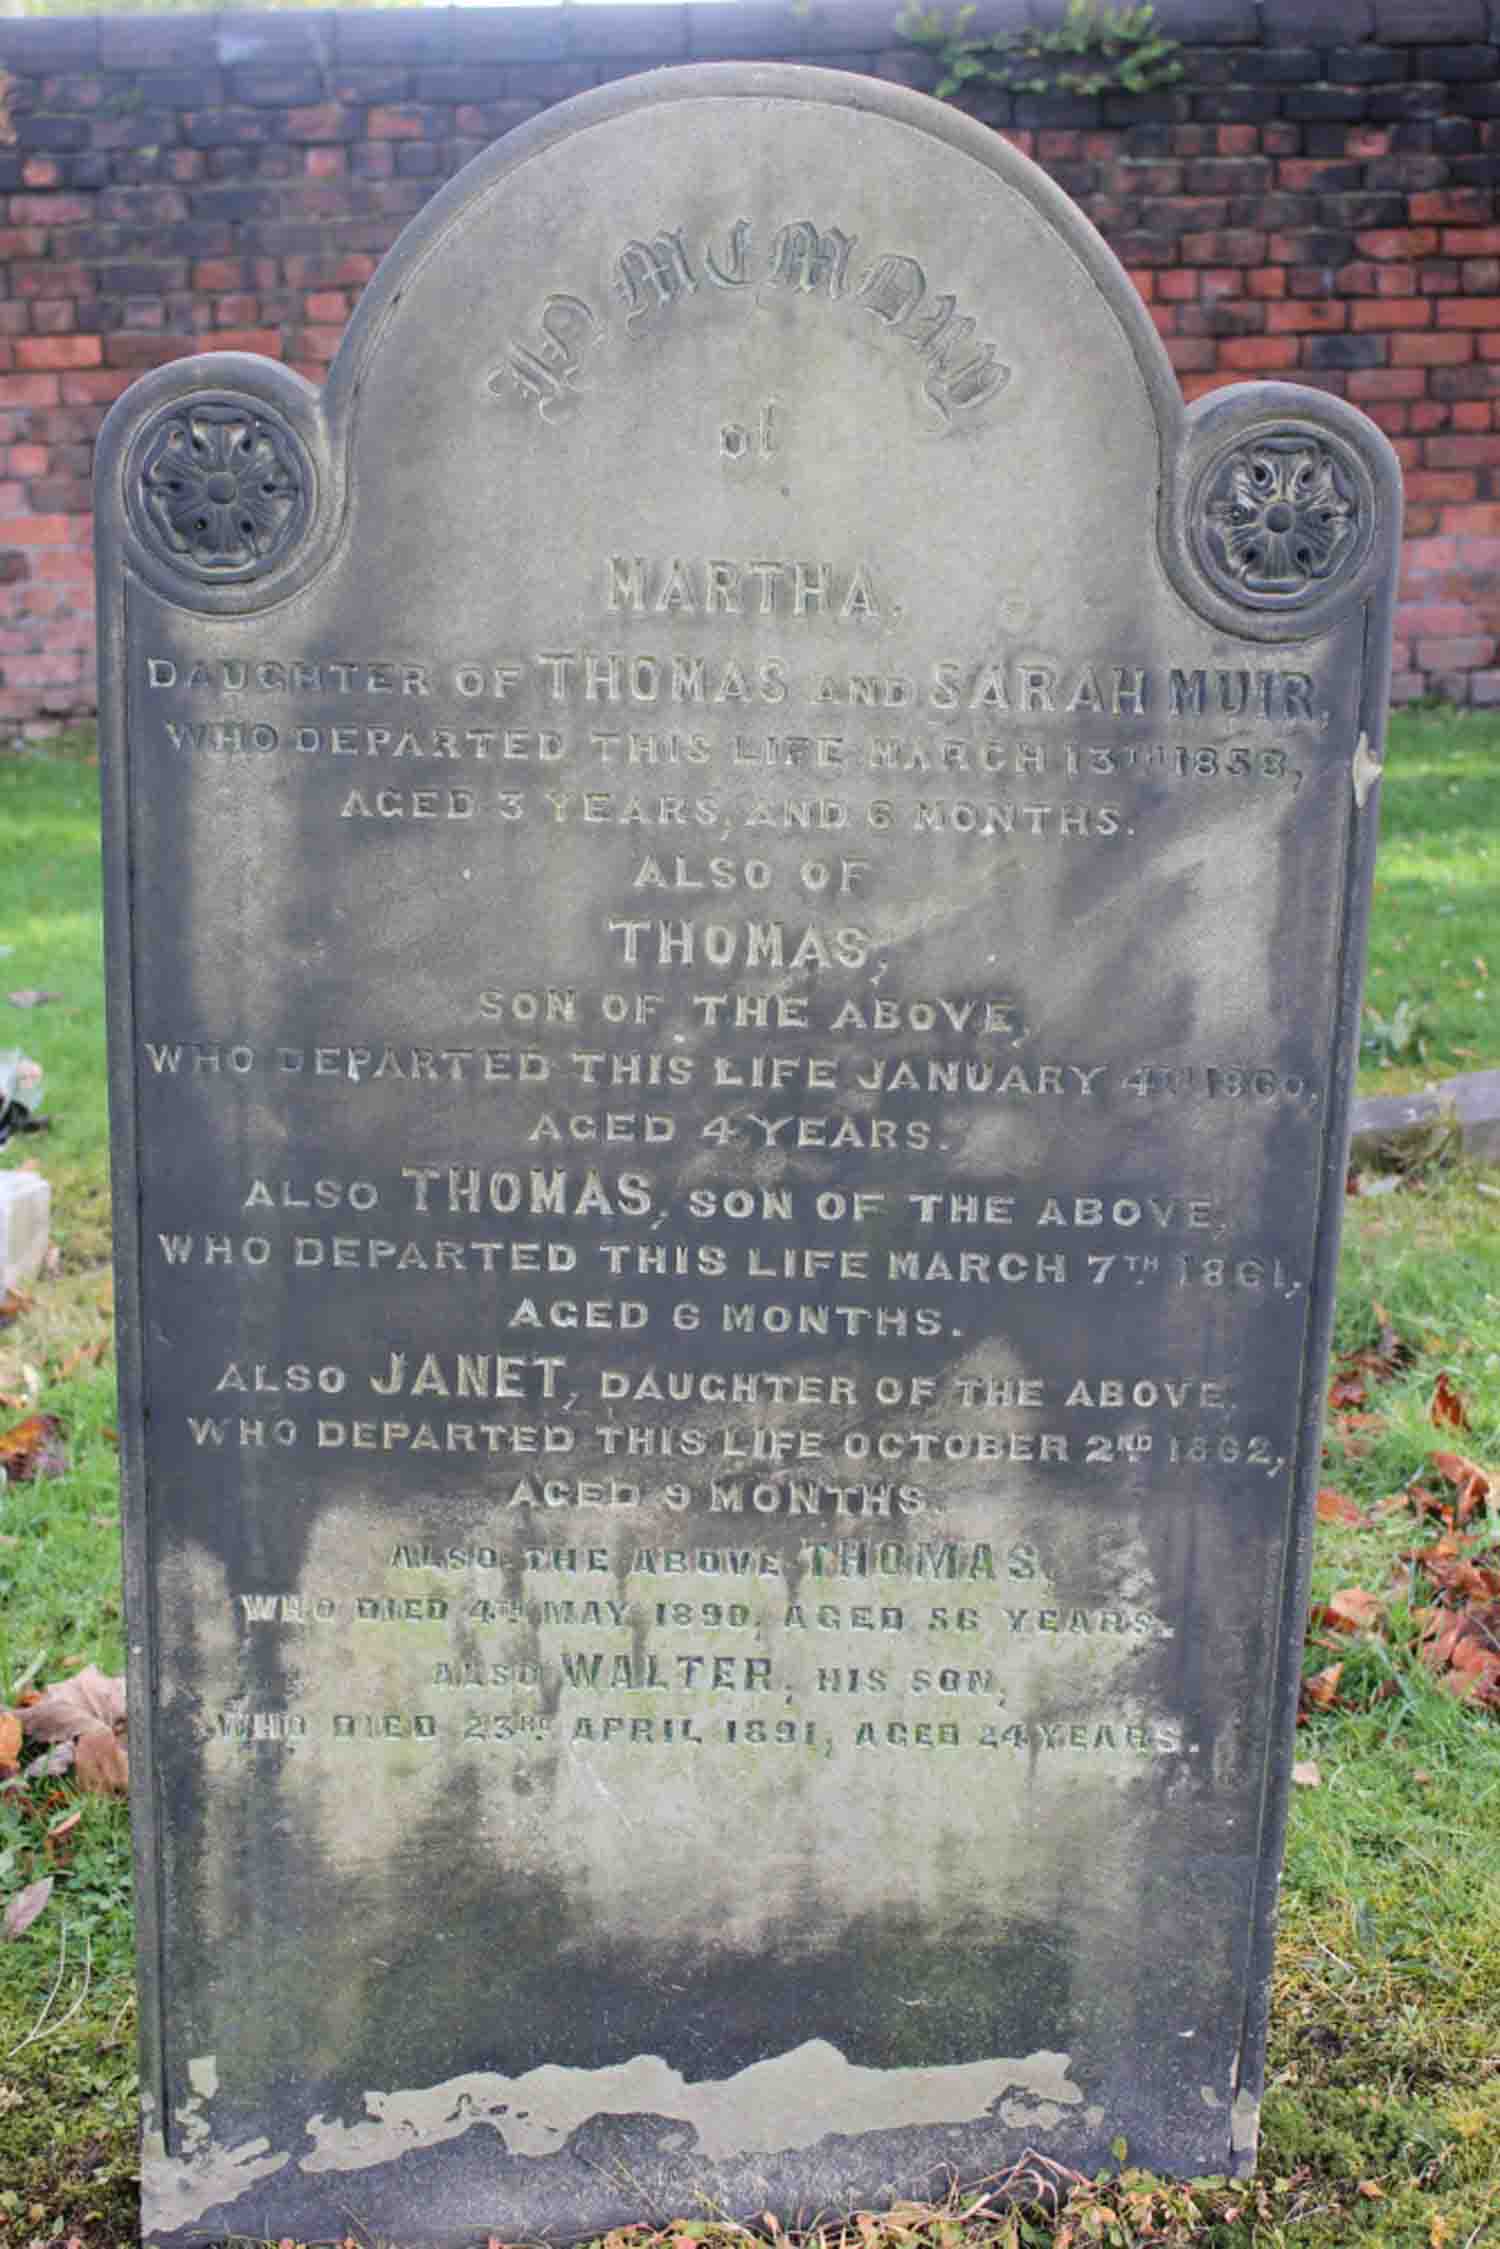 In Memory
of
MARTHA,
DAUGHTER OF THOMAS AND SARAH MUIR,
WHO DEPARTED THIS LIFE MARCH 13TH 1858,
AGED 3 YEARS, AND 6 MONTHS.
ALSO OF
THOMAS,
SON OF THE ABOVE,
WHO DEPARTED THIS LIFE JANUARY 4TH 1860,
AGED 4 YEARS.
ALSO THOMAS, SON OF THE ABOVE,
WHO DEPARTED THIS LIFE MARCH 7TH 1861,
AGED 6 MONTHS.
ALSO JANET, DAUGHTER OF THE ABOVE,
WHO DEPARTED THIS LIFE OCTOBER 2ND 1862,
AGED 9 MONTHS.
ALSO THE ABOVE THOMAS,
WHO DIED 4TH MAY 1890, AGED 56 YEARS.
ALSO WALTER, HIS SON,
WHO DIED 23RD APRIL 1891, AGED 24 YEARS.